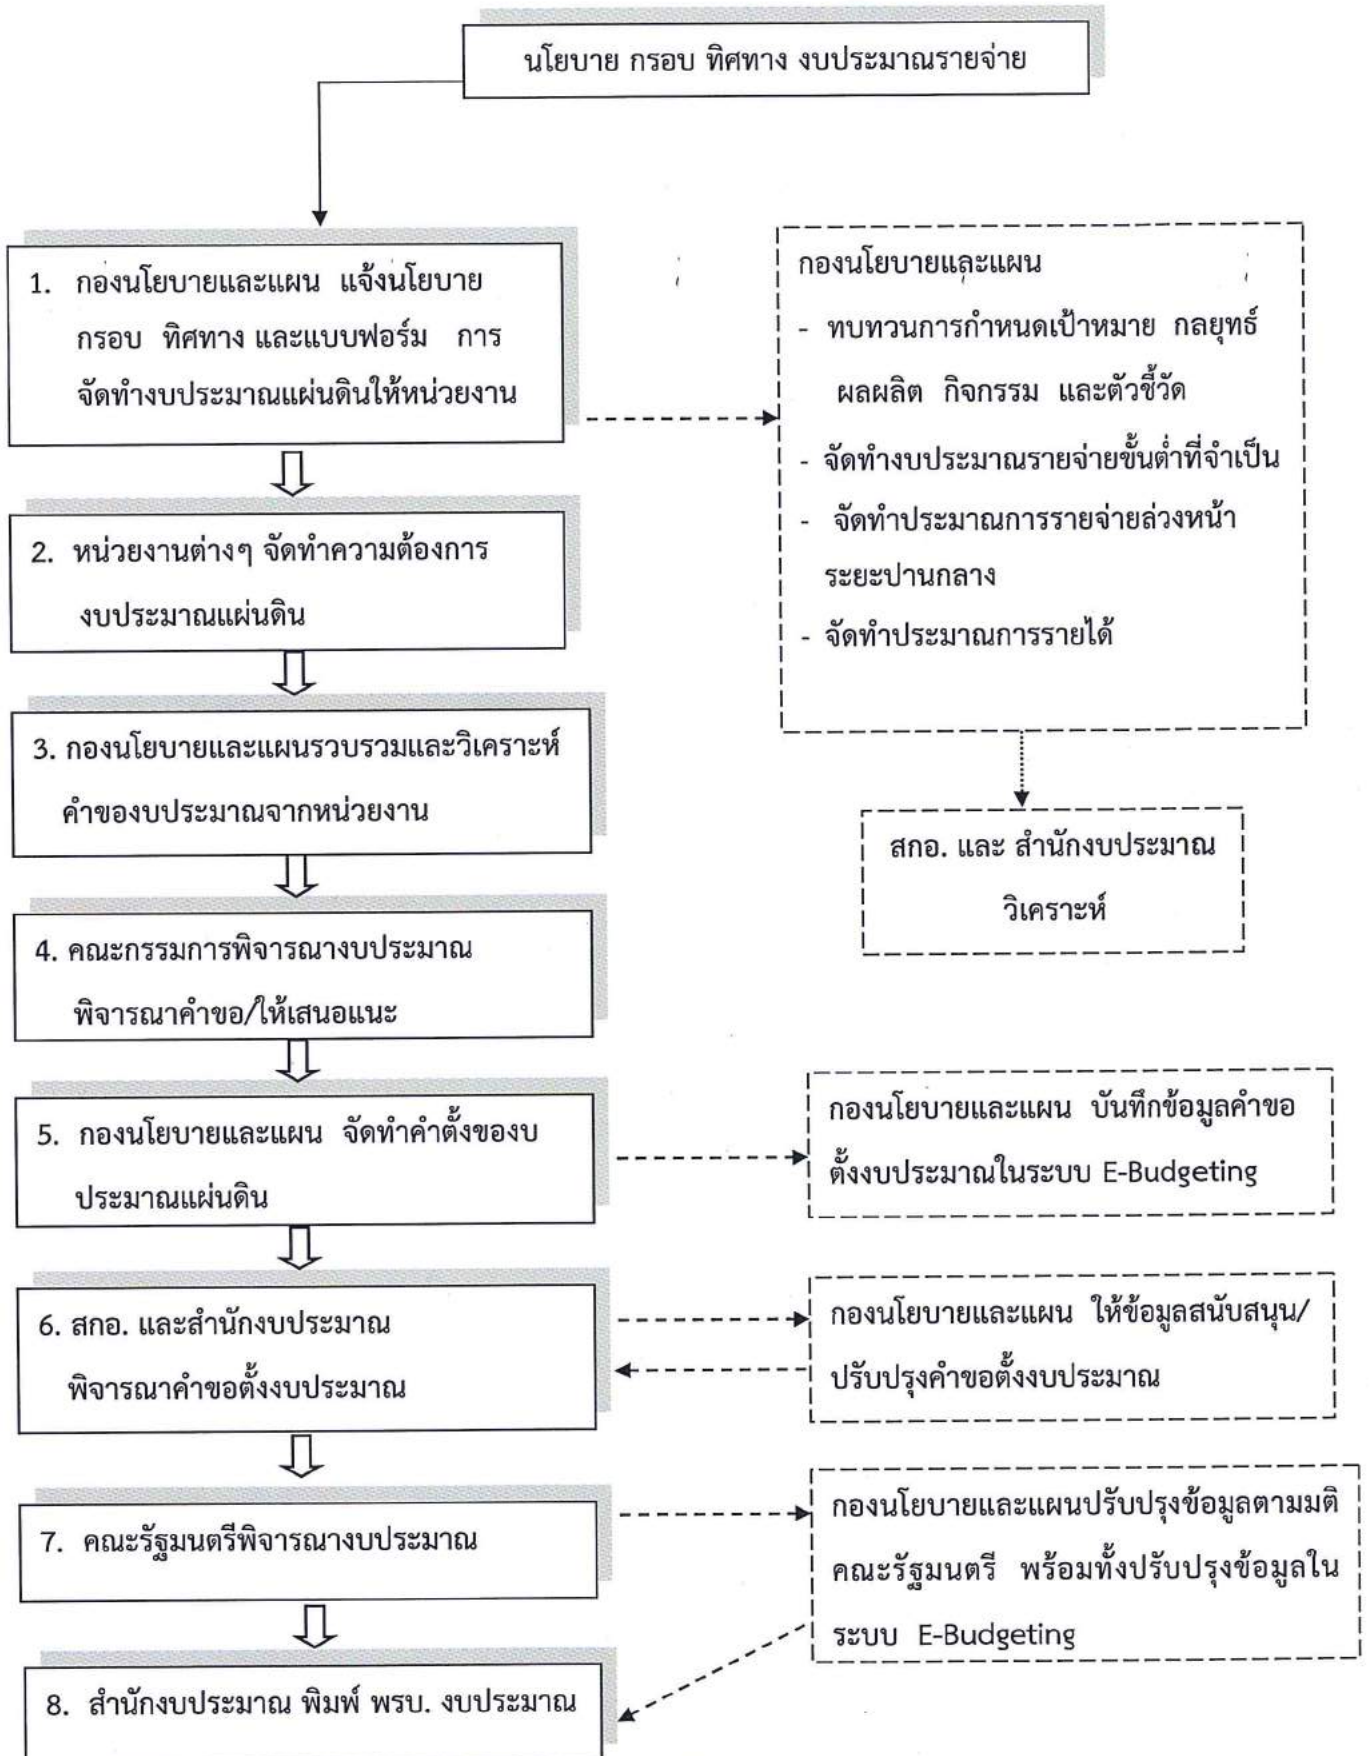 นโยบาย กรอบ ทิศทาง งบประมาณรายจ่าย
1. กองนโยบายและแผน แจ้งนโยบาย
กรอบ ทิศทาง และแบบฟอร์ม การ
จัดทำงบประมาณแผ่นดินให้หน่วยงาน
กองนโยบายและแผน
- ทบทวนการกำหนดเป้าหมาย กลยุทธ์
ผลผลิต กิจกรรม และตัวชี้วัด
- จัดทำงบประมาณรายจ่ายขั้นต่ำที่จำเป็น
- จัดทำประมาณการรายจ่ายล่วงหน้า
ระยะปานกลาง
- จัดทำประมาณการรายได้
2. หน่วยงานต่างๆ จัดทำความต้องการ
งบประมาณแผ่นดิน
3. กองนโยบายและแผนรวบรวมและวิเคราะห์
คำของบประมาณจากหน่วยงาน
สกอ. และ สำนักงบประมาณ
วิเคราะห์
4. คณะกรรมการพิจารณางบประมาณ
พิจารณาคำขอ/ให้เสนอแนะ
5. กองนโยบายและแผน จัดทำคำตั้งของบ
ประมาณแผ่นดิน
กองนโยบายและแผน บันทึกข้อมูลคำขอ
ตั้งงบประมาณในระบบ E-Budgeting
6. สกอ. และสำนักงบประมาณ
พิจารณาคำขอตั้งงบประมาณ
กองนโยบายและแผน ให้ข้อมูลสนับสนุน/
ปรับปรุงคำขอตั้งงบประมาณ
7. คณะรัฐมนตรีพิจารณางบประมาณ
กองนโยบายและแผนปรับปรุงข้อมูลตามมติ
คณะรัฐมนตรี พร้อมทั้งปรับปรุงข้อมูลใน
ระบบ E-Budgeting
8. สำนักงบประมาณ พิมพ์ พรบ. งบประมาณ